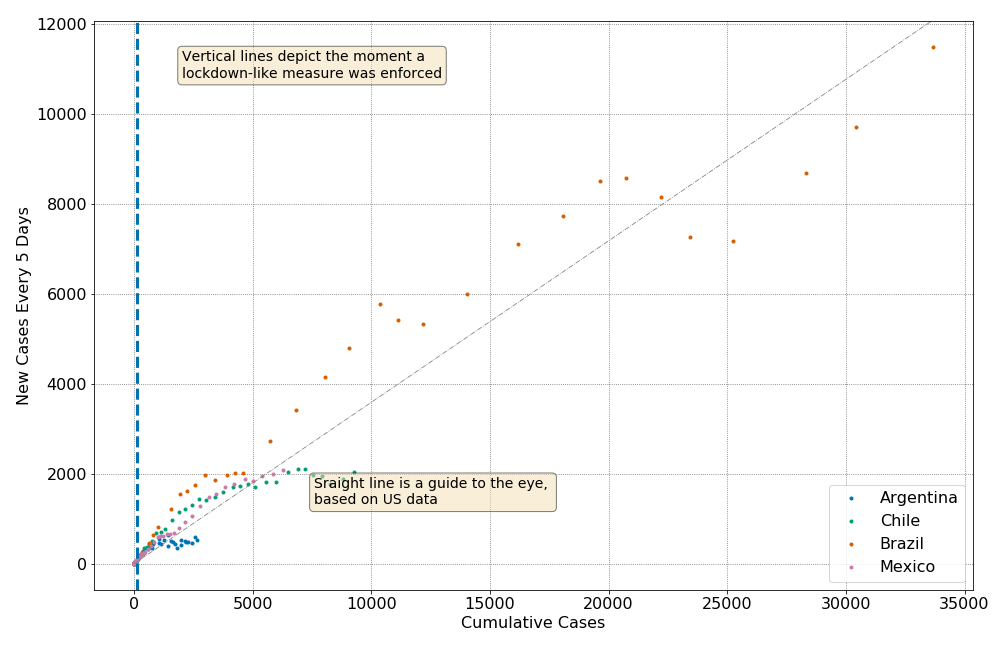 12000
Vertical lines depict the moment a
lockdown-like measure was enforced
10000
8000
New Cases Every 5 Days
6000
4000
2000
Straight line is a guide to the eye,
based on US data
Argentina
Chile
Brazil
Mexico
0
0 5000 10000 15000 20000 25000 30000 35000
Cumulative Cases